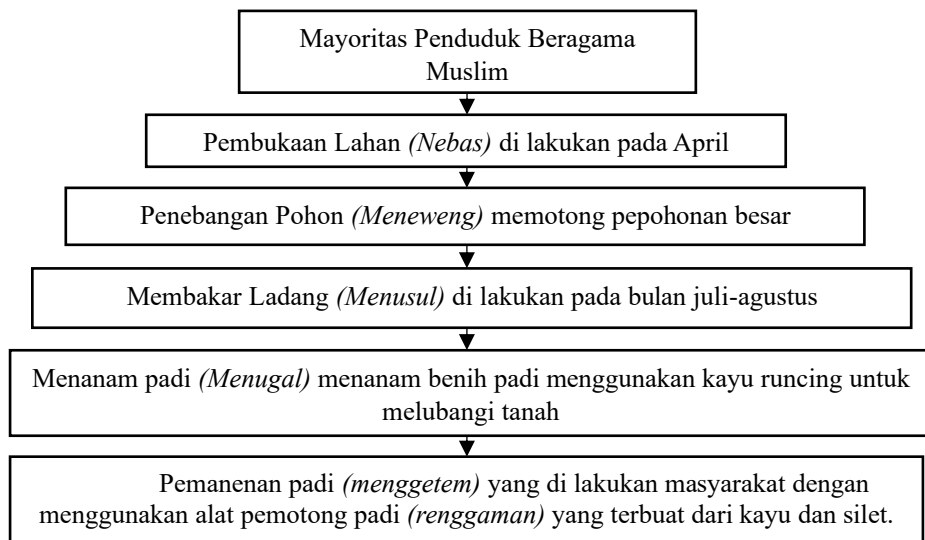 Mayoritas Penduduk Beragama
Muslim
Pembukaan Lahan (Nebas) di lakukan pada April
Penebangan Pohon (Meneweng) memotong pepohonan besar
Membakar Ladang (Menusul) di lakukan pada bulan juli-agustus
Menanam padi (Menugal) menanam benih padi menggunakan kayu runcing untuk
melubangi tanah
Pemanenan padi (menggetem) yang di lakukan masyarakat dengan
menggunakan alat pemotong padi (renggaman) yang terbuat dari kayu dan silet.